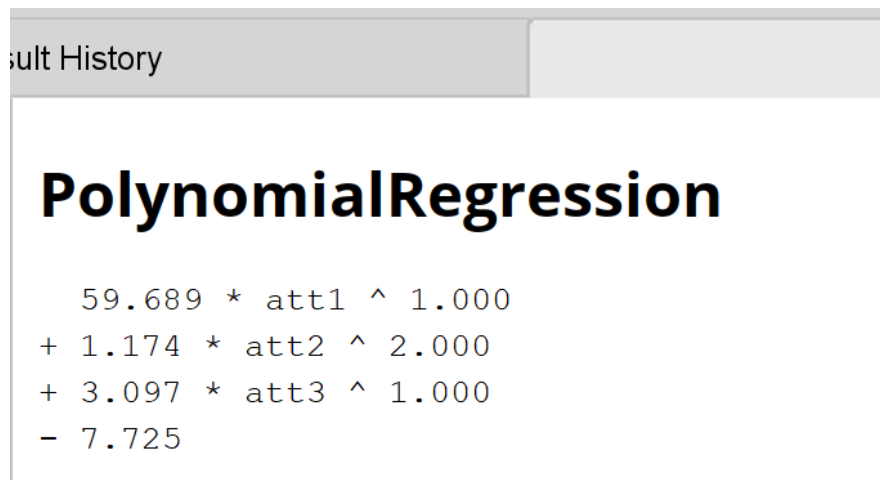 sult History
PolynomialRegression
59.689 * att1 ^ 1.000
+ 1.174 * att2 ^ 2.000
+ 3.097 * att3 ^ 1.000
- 7.725